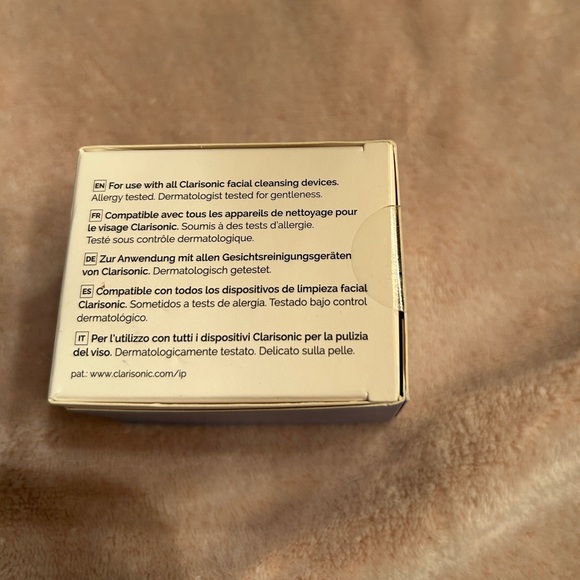 EN For use with all Clarisonic facial cleansing devices.
Allergy tested. Dermatologist tested for gentleness.
FR Compatible avec tous les appareils de nettoyage pour
le visage Clarisonic. Soumis à des tests d'allergie.
Testé sous contrôle dermatologique.
DE Zur Anwendung mit allen Gesichtsreinigungsgeräten
von Clarisonic. Dermatologisch getestet.
ES Compatible con todos los dispositivos de limpieza facial
Clarisonic. Sometidos a tests de alergia. Testado bajo control
dermatológico.
IT Per l'utilizzo con tutti i dispositivi Clarisonic per la pulizia
del viso. Dermatologicamente testato. Delicato sulla pelle.
pat.: www.clarisonic.com/ip